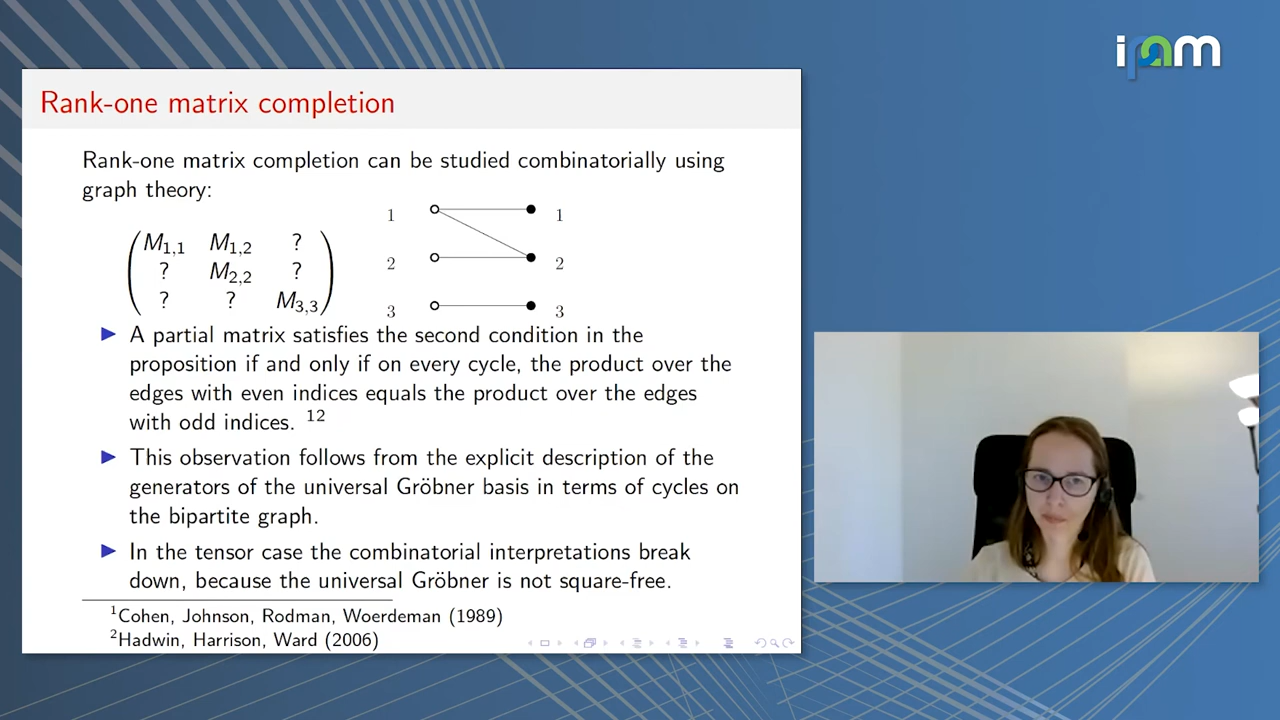 ipam
Rank-one matrix completion
Rank-one matrix completion can be studied combinatorially using
graph theory:
M1,1 M1,2 ?
? M2,2 ?
? ? M3,3
1 1
2 2
3 3
A partial matrix satisfies the second condition in the
proposition if and only if on every cycle, the product over the
edges with even indices equals the product over the edges
with odd indices. 12
This observation follows from the explicit description of the
generators of the universal Gröbner basis in terms of cycles on
the bipartite graph.
In the tensor case the combinatorial interpretations break
down, because the universal Gröbner is not square-free.
1Cohen, Johnson, Rodman, Woerdeman (1989)
2Hadwin, Harrison, Ward (2006)